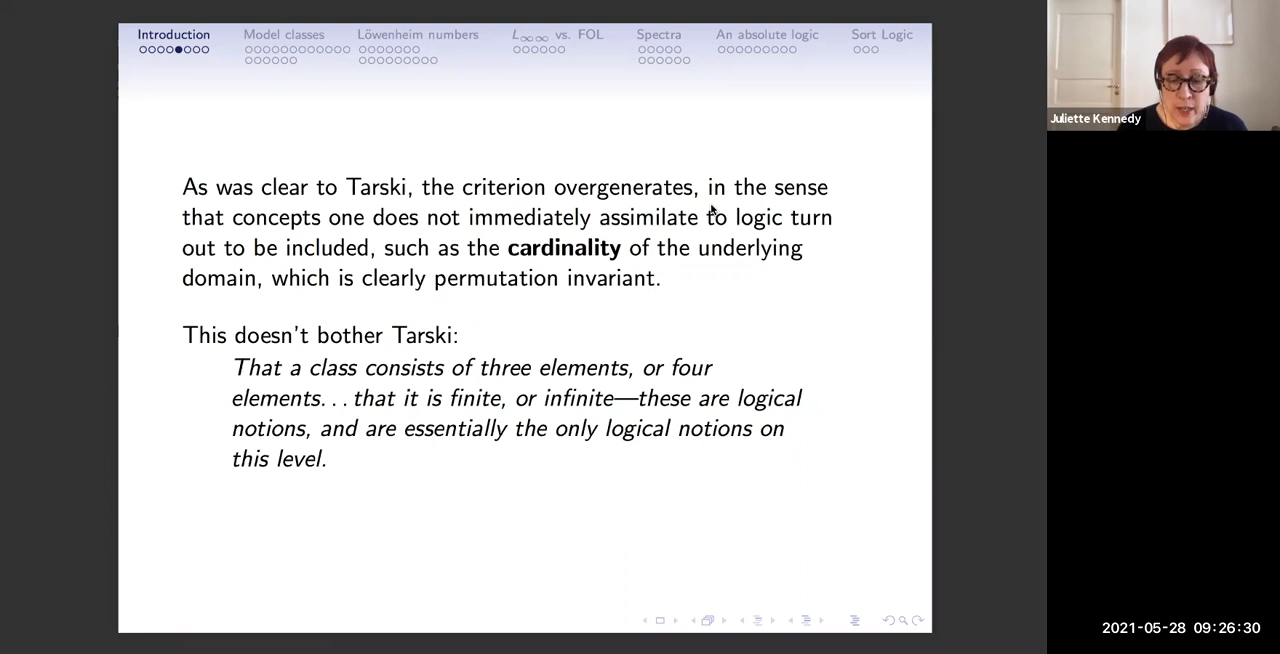 Introduction Model classes Löwenheim numbers L∞∞ vs. FOL Spectra An absolute logic Sort Logic
Juliette Kennedy
As was clear to Tarski, the criterion overgenerates, in the sense
that concepts one does not immediately assimilate to logic turn
out to be included, such as the cardinality of the underlying
domain, which is clearly permutation invariant.
This doesn't bother Tarski:
That a class consists of three elements, or four
elements. . . that it is finite, or infinite—these are logical
notions, and are essentially the only logical notions on
this level.
2021-05-28 09:26:30